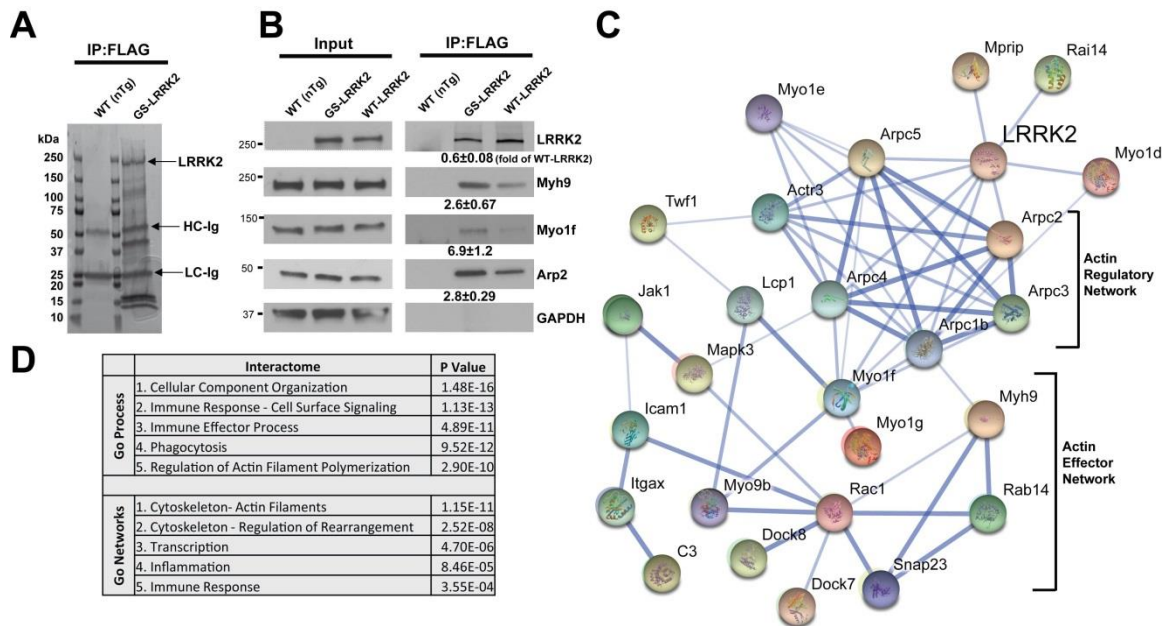 A
IP:FLAG
WT (nTg)
GS-LRRK2
kDa
250
150
100
75
50
37
25
20
15
10
LRRK2
HC-Ig
LC-Ig
B
Input
IP:FLAG
WT (nTg)
GS-LRRK2
WT-LRRK2
WT (nTg)
GS-LRRK2
WT-LRRK2
250
LRRK2
0.6±0.08 (fold of WT-LRRK2)
250
Myh9
2.6±0.67
150
Myo1f
6.9±1.2
50
Arp2
2.8±0.29
37
GAPDH
C
Mprip
Rai14
Myo1e
Arpc5
LRRK2
Myo1d
Actr3
Twf1
Arpc2
Arpc4
Lcp1
Arpc3
Jak1
Arpc1b
Mapk3
Myo1f
Myh9
Icam1
Myo1g
Itgax
Myo9b
Rac1
Rab14
C3
Dock8
Snap23
Dock7
Actin
Regulatory
Network
Actin
Effector
Network
D
Interactome P Value
Go Process
1. Cellular Component Organization 1.48E-16
2. Immune Response - Cell Surface Signaling 1.13E-13
3. Immune Effector Process 4.89E-11
4. Phagocytosis 9.52E-12
5. Regulation of Actin Filament Polymerization 2.90E-10
Go Networks
1. Cytoskeleton- Actin Filaments 1.15E-11
2. Cytoskeleton - Regulation of Rearrangement 2.52E-08
3. Transcription 4.70E-06
4. Inflammation 8.46E-05
5. Immune Response 3.55E-04